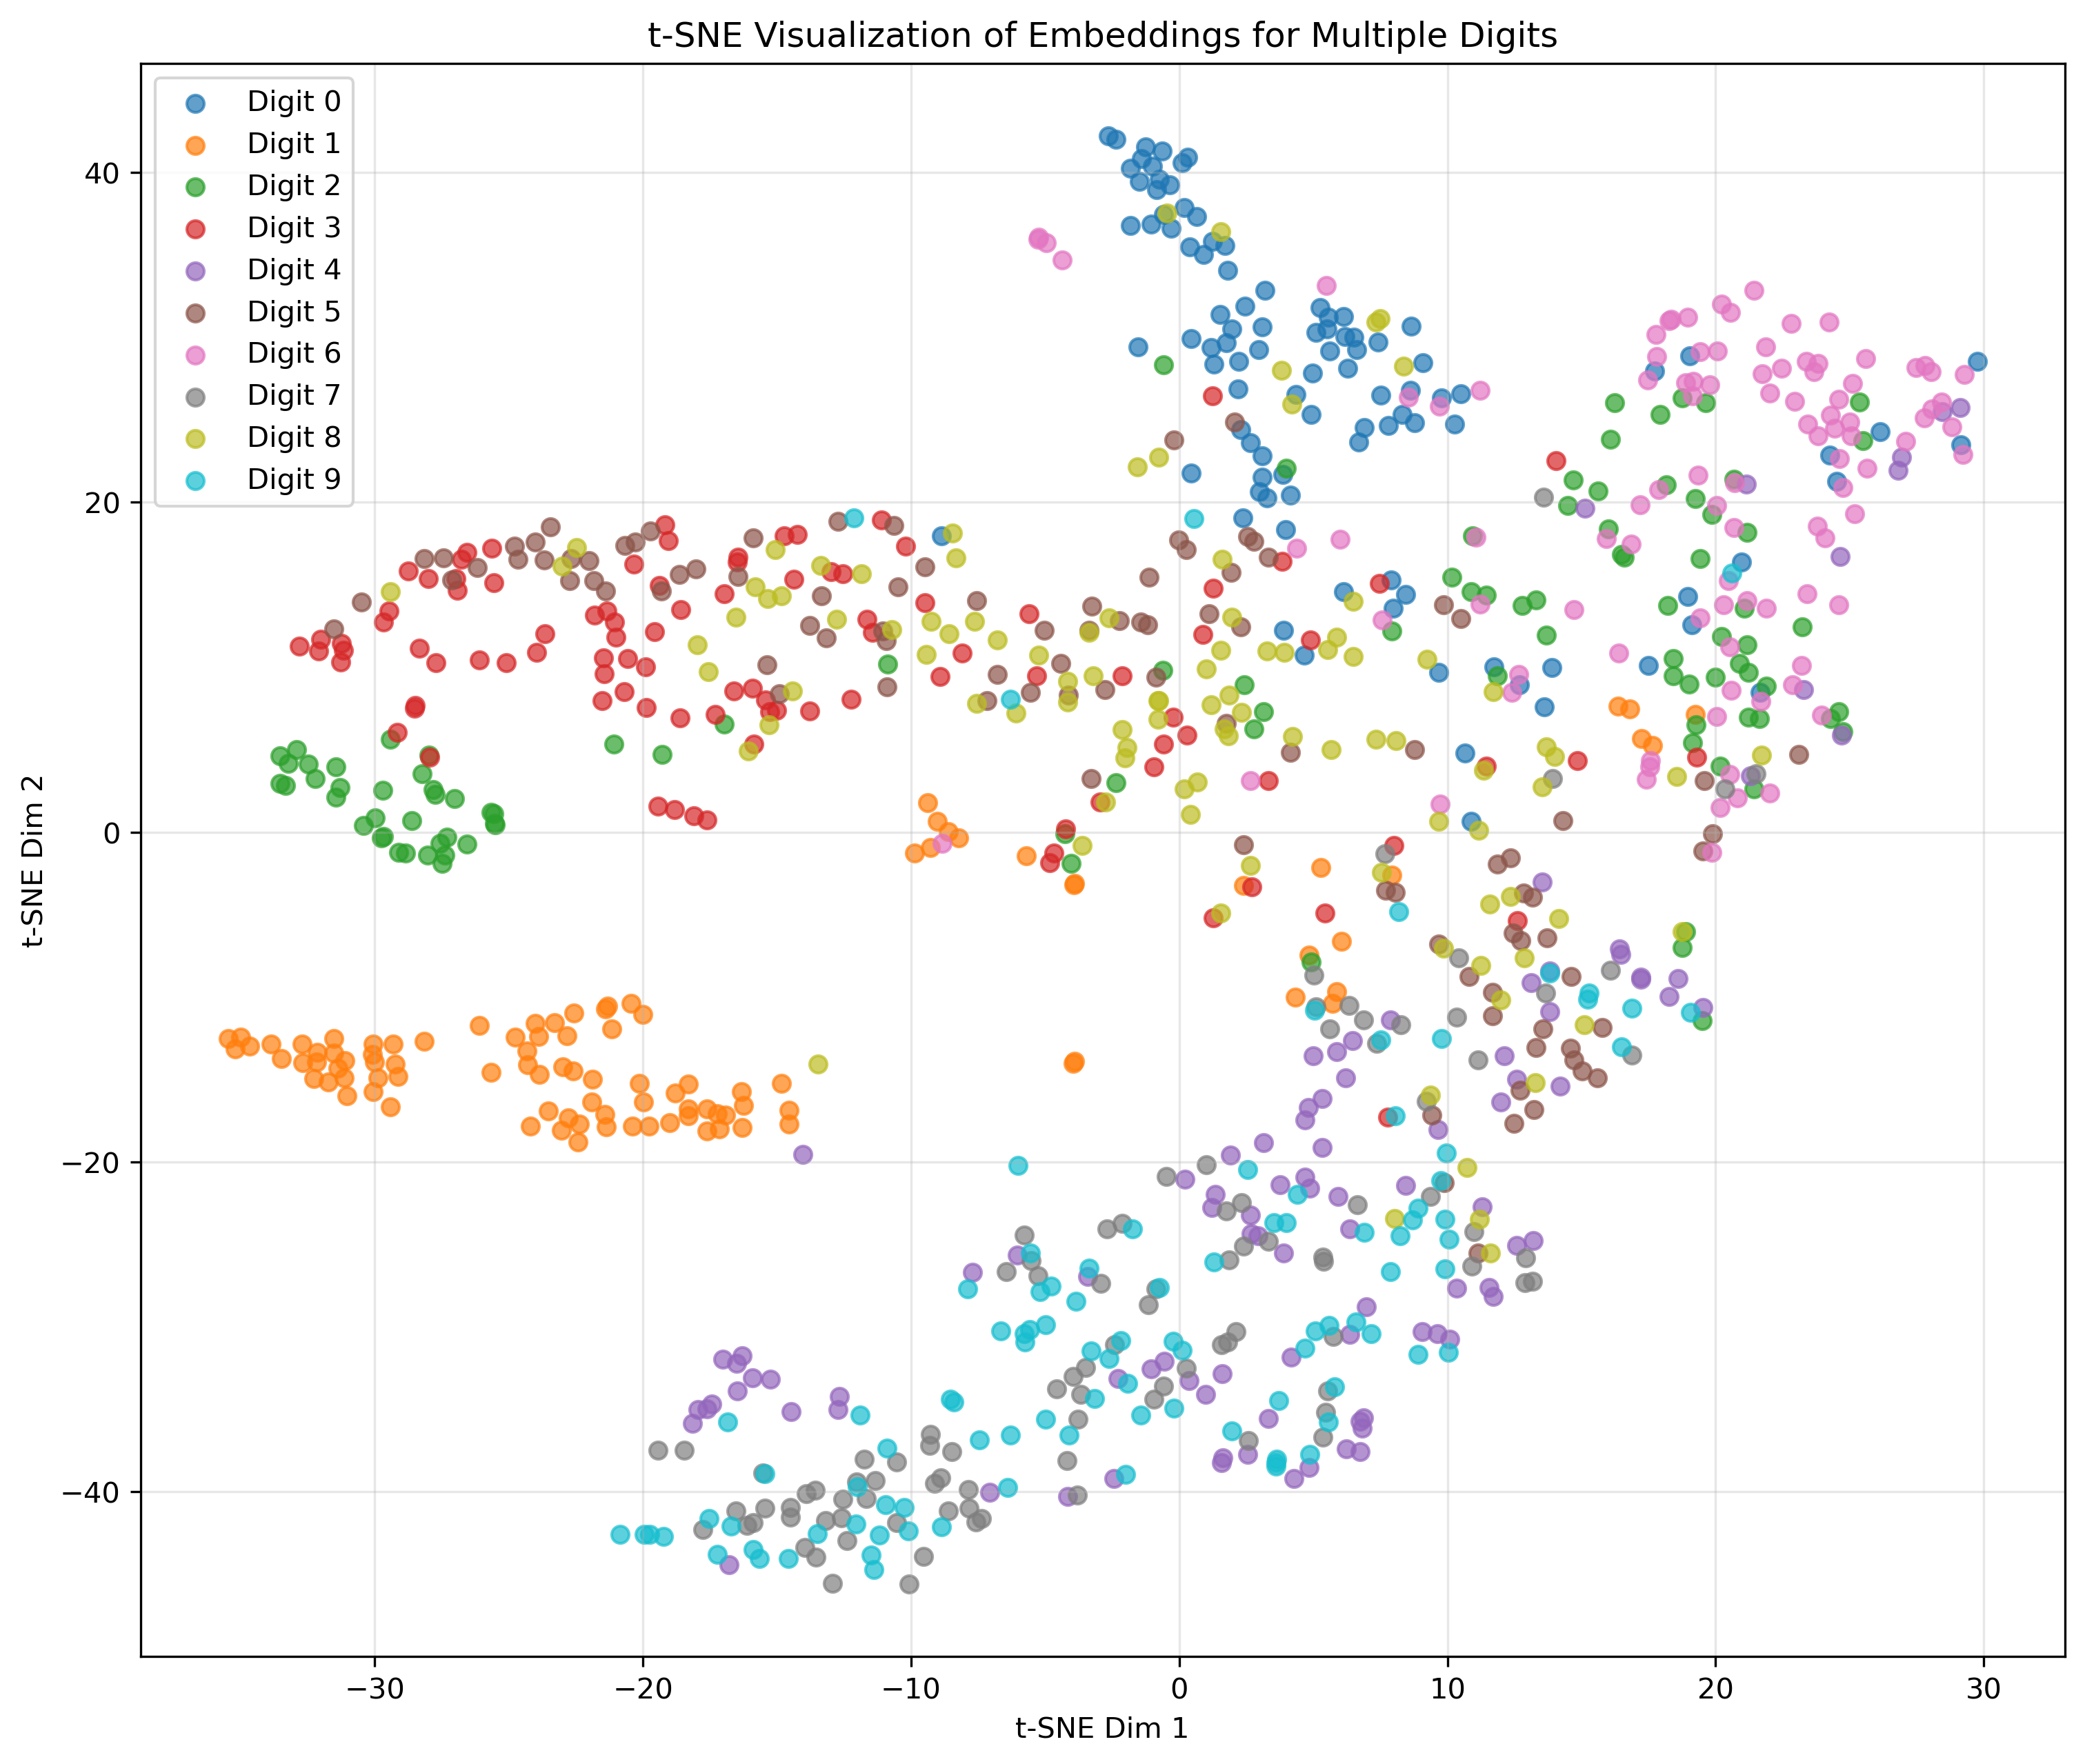 t-SNE Visualization of Embeddings for Multiple Digits
Digit 0
Digit 1
Digit 2
Digit 3
Digit 4
Digit 5
Digit 6
Digit 7
Digit 8
Digit 9
t-SNE Dim 2
40
20
0
−20
−40
−30
−20
−10
0
10
20
30
t-SNE Dim 1